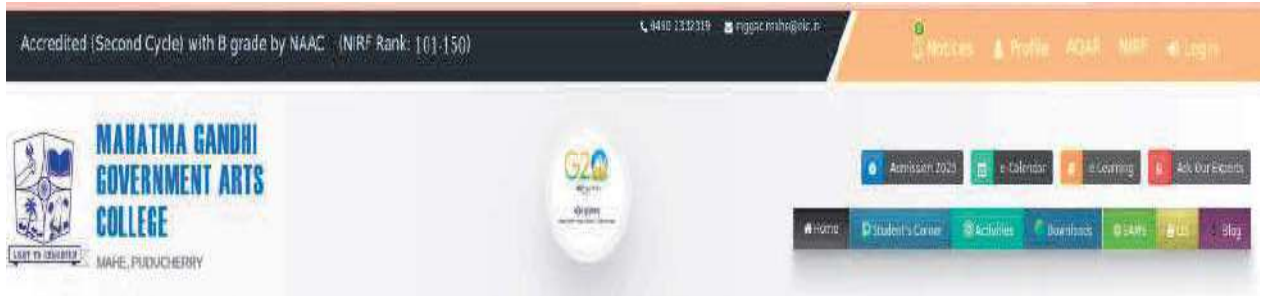 Accredited (Second Cycle) with B grade by NAAC (NIRF Rank: 101-150)
Notices Profile AQAR NIRF Login
MAHATMA GANDHI
GOVERNMENT ARTS
COLLEGE
MAHE, PUDUCHERRY
G20
Admission 2023 e-Calendar e-Learning Ask Our Experts
Home Student's Corner Activities Downloads Blog